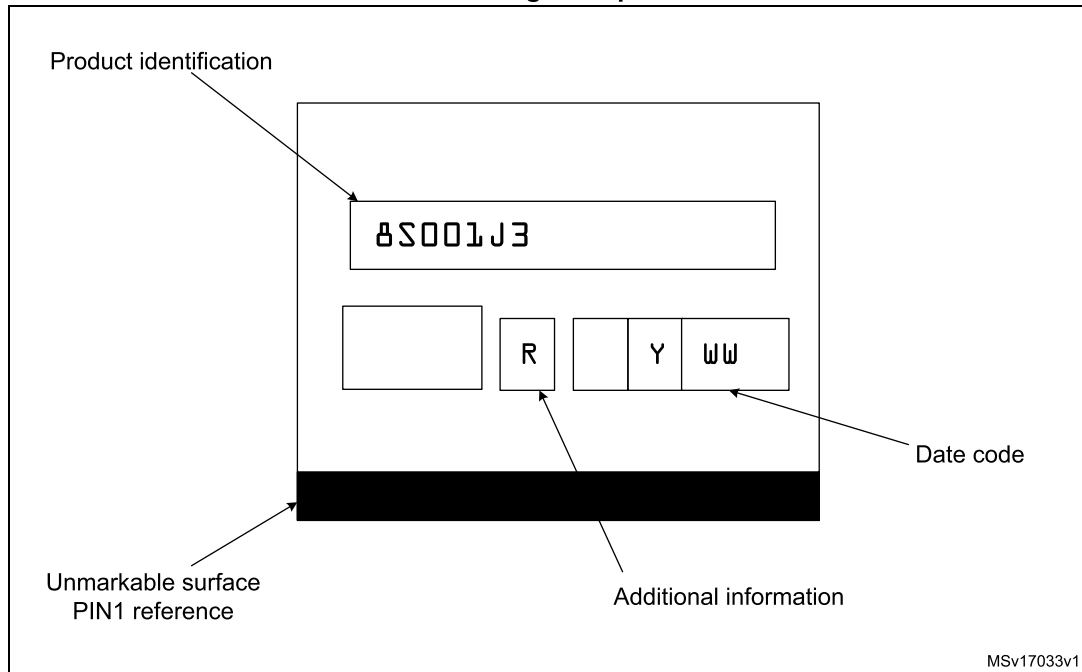 Product identification
8S001J3
R Y WW
Date code
Unmarkable surface
PIN1 reference
Additional information
MSv17033v1